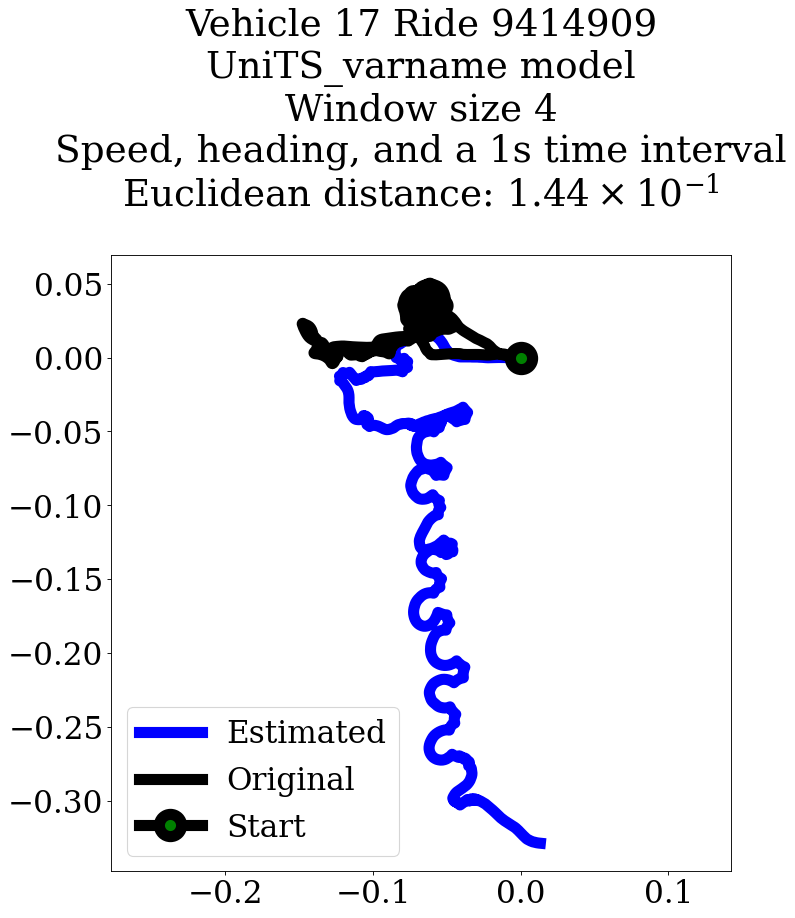 Vehicle 17 Ride 9414909
UniTS_varname model
Window size 4
Speed, heading, and a 1s time interval
Euclidean distance: 1.44 × 10⁻¹
0.05
0.00
−0.05
−0.10
−0.15
−0.20
−0.25
−0.30
Estimated
Original
Start
−0.2
−0.1
0.0
0.1